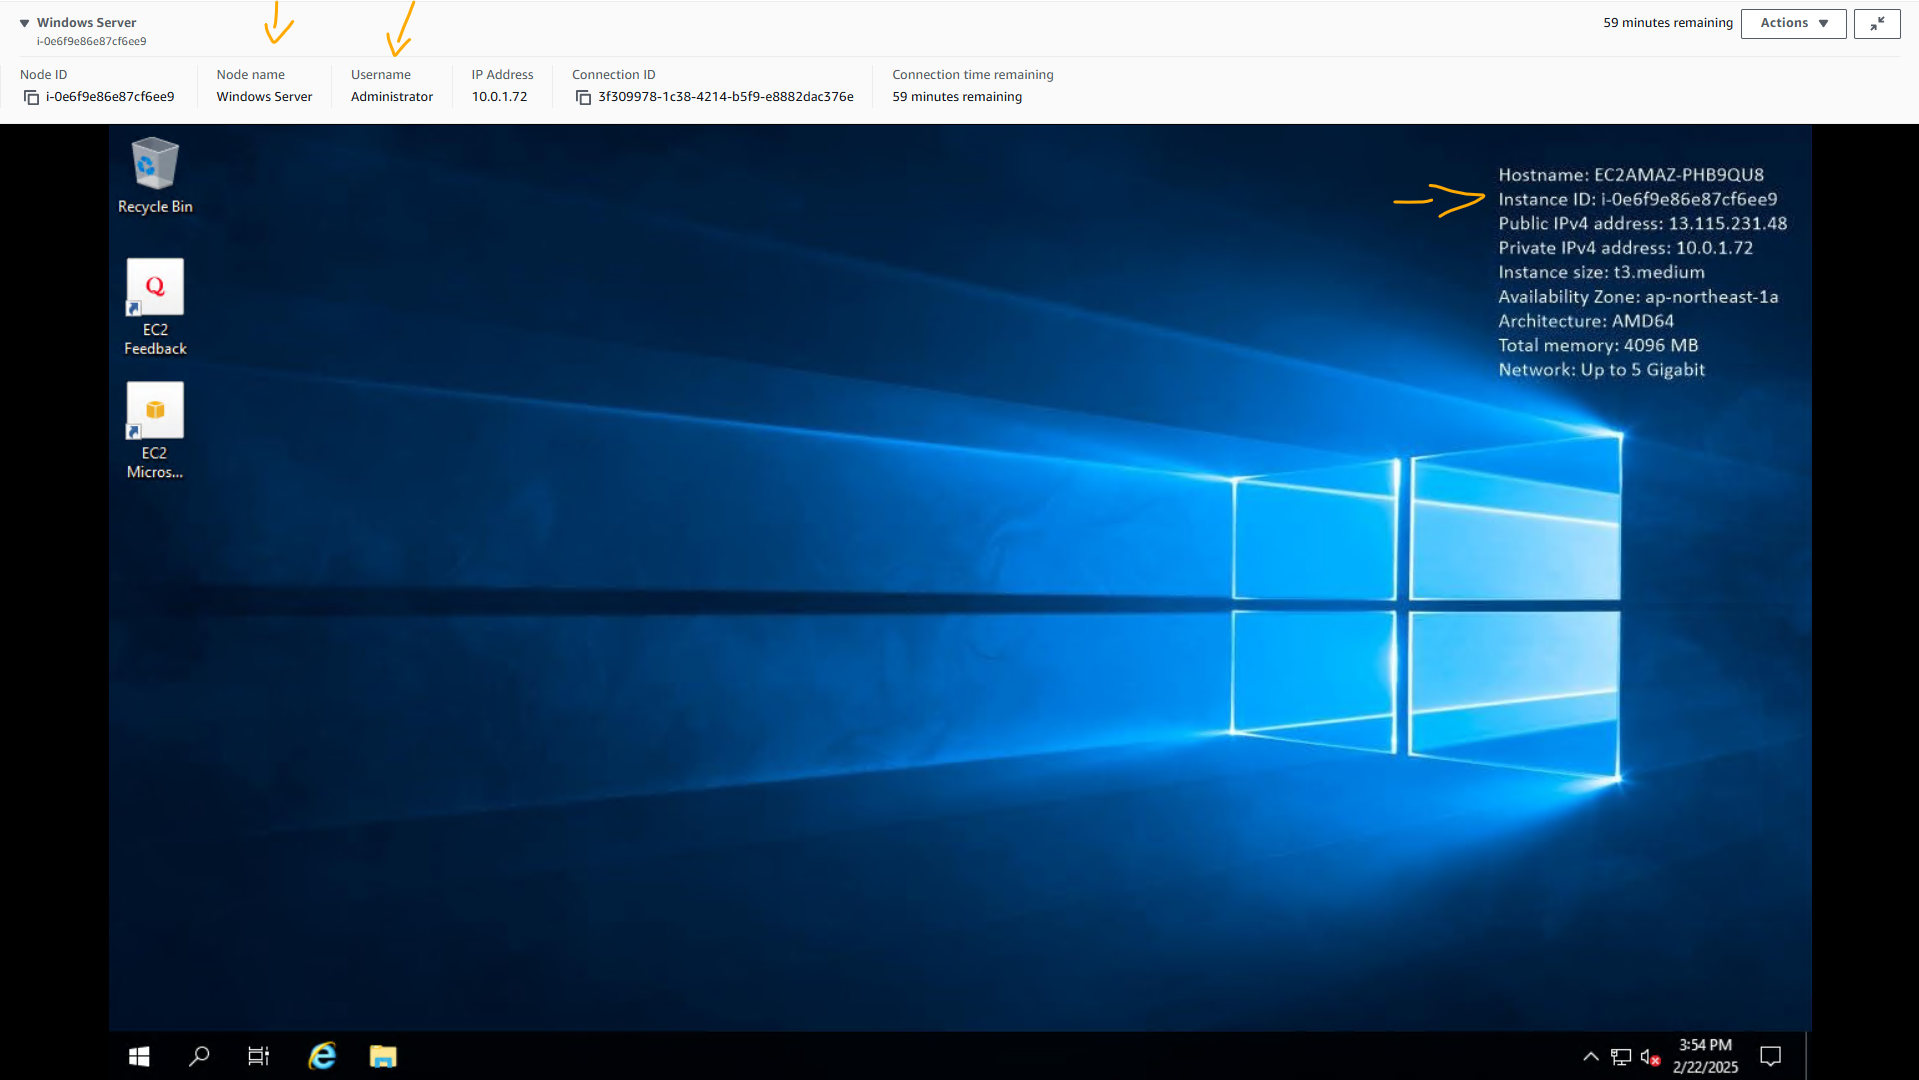 Windows Server
i-0e6f9e86e87cf6ee9
59 minutes remaining
Actions
Node ID
i-0e6f9e86e87cf6ee9
Node name
Windows Server
Username
Administrator
IP Address
10.0.1.72
Connection ID
3f309978-1c38-4214-b5f9-e8882dac376e
Connection time remaining
59 minutes remaining
Recycle Bin
Q
EC2
Feedback
EC2
Micros...
Hostname: EC2AMAZ-PHB9QU8
Instance ID: i-0e6f9e86e87cf6ee9
Public IPv4 address: 13.115.231.48
Private IPv4 address: 10.0.1.72
Instance size: t3.medium
Availability Zone: ap-northeast-1a
Architecture: AMD64
Total memory: 4096 MB
Network: Up to 5 Gigabit
3:54 PM
2/22/2025